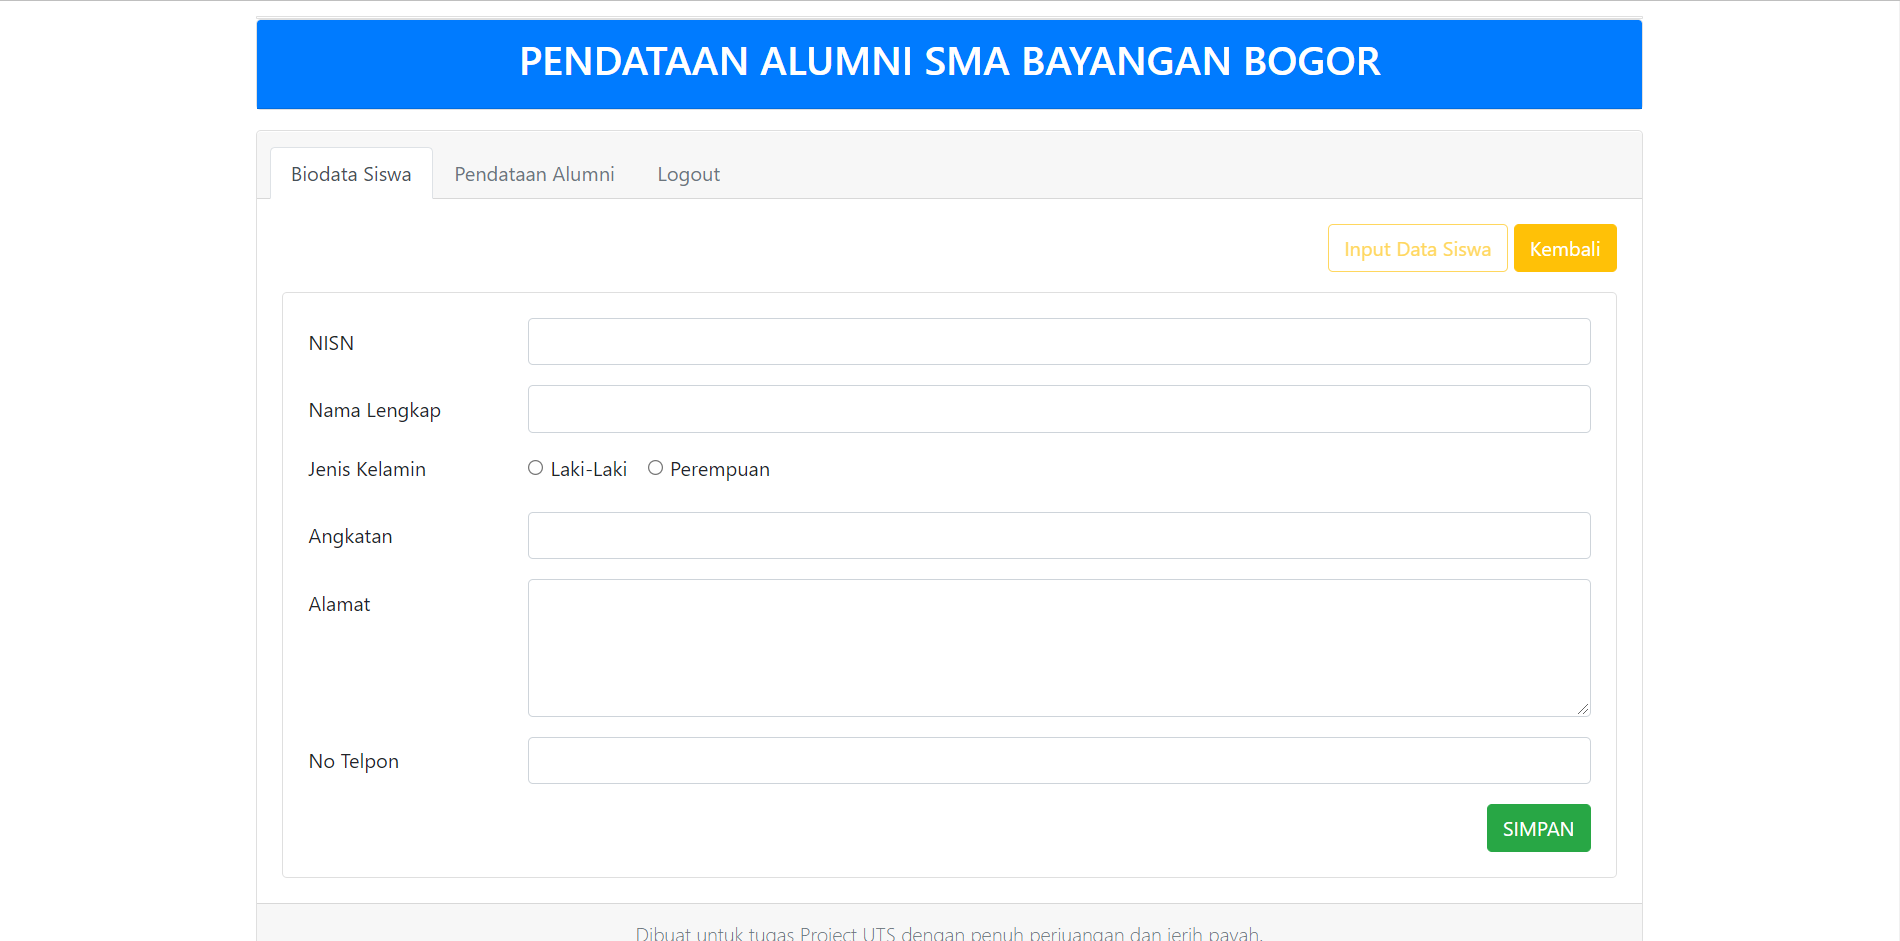 PENDATAAN ALUMNI SMA BAYANGAN BOGOR
Biodata Siswa Pendataan Alumni Logout
Input Data Siswa Kembali
NISN
Nama Lengkap
Jenis Kelamin Laki-Laki Perempuan
Angkatan
Alamat
No Telpon
SIMPAN
Dibuat untuk tugas Project UTS dengan penuh perjuangan dan jerih payah.